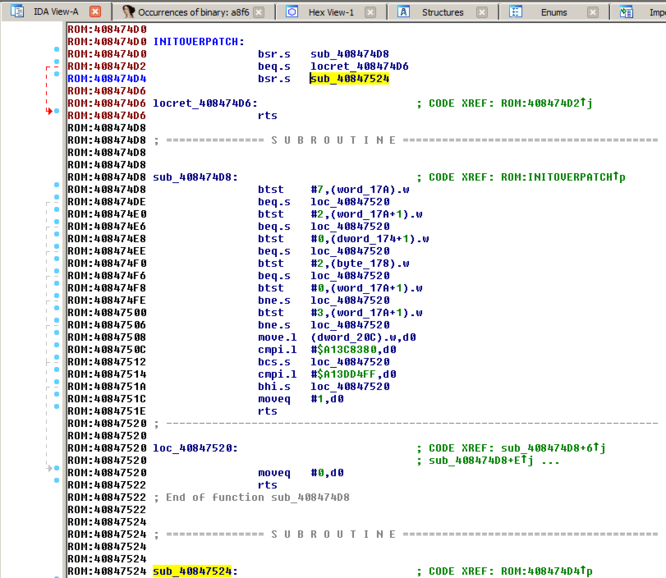 IDA View-A Occurrences of binary: a8f6 Hex View-1 Structures Enums Impo
ROM:408474D0
ROM:408474D0 INITOVERPATCH:
ROM:408474D0 bsr.s sub_408474D8
ROM:408474D2 beq.s locret_408474D6
ROM:408474D4 bsr.s sub_40847524
ROM:408474D6
ROM:408474D6 locret_408474D6: ; CODE XREF: ROM:408474D2↑j
ROM:408474D6 rts
ROM:408474D8
ROM:408474D8 ; =============== S U B R O U T I N E =======================================
ROM:408474D8
ROM:408474D8
ROM:408474D8 sub_408474D8: ; CODE XREF: ROM:INITOVERPATCH↑p
ROM:408474D8 btst #7,(word_17A).w
ROM:408474DE beq.s loc_40847520
ROM:408474E0 btst #2,(word_17A+1).w
ROM:408474E6 beq.s loc_40847520
ROM:408474E8 btst #0,(dword_174+1).w
ROM:408474EE beq.s loc_40847520
ROM:408474F0 btst #2,(byte_178).w
ROM:408474F6 beq.s loc_40847520
ROM:408474F8 btst #0,(word_17A+1).w
ROM:408474FE bne.s loc_40847520
ROM:40847500 btst #3,(word_17A+1).w
ROM:40847506 bne.s loc_40847520
ROM:40847508 move.l (dword_20C).w,d0
ROM:4084750C cmpi.l #$A13C8380,d0
ROM:40847512 bcs.s loc_40847520
ROM:40847514 cmpi.l #$A13DD4FF,d0
ROM:4084751A bhi.s loc_40847520
ROM:4084751C moveq #1,d0
ROM:4084751E rts
ROM:40847520 ; ---------------------------------------------------------------------------
ROM:40847520
ROM:40847520 loc_40847520: ; CODE XREF: sub_408474D8+6↑j
ROM:40847520 ; sub_408474D8+E↑j ...
ROM:40847520 moveq #0,d0
ROM:40847522 rts
ROM:40847522 ; End of function sub_408474D8
ROM:40847522
ROM:40847524
ROM:40847524 ; =============== S U B R O U T I N E =======================================
ROM:40847524
ROM:40847524
ROM:40847524 sub_40847524: ; CODE XREF: ROM:408474D4↑p